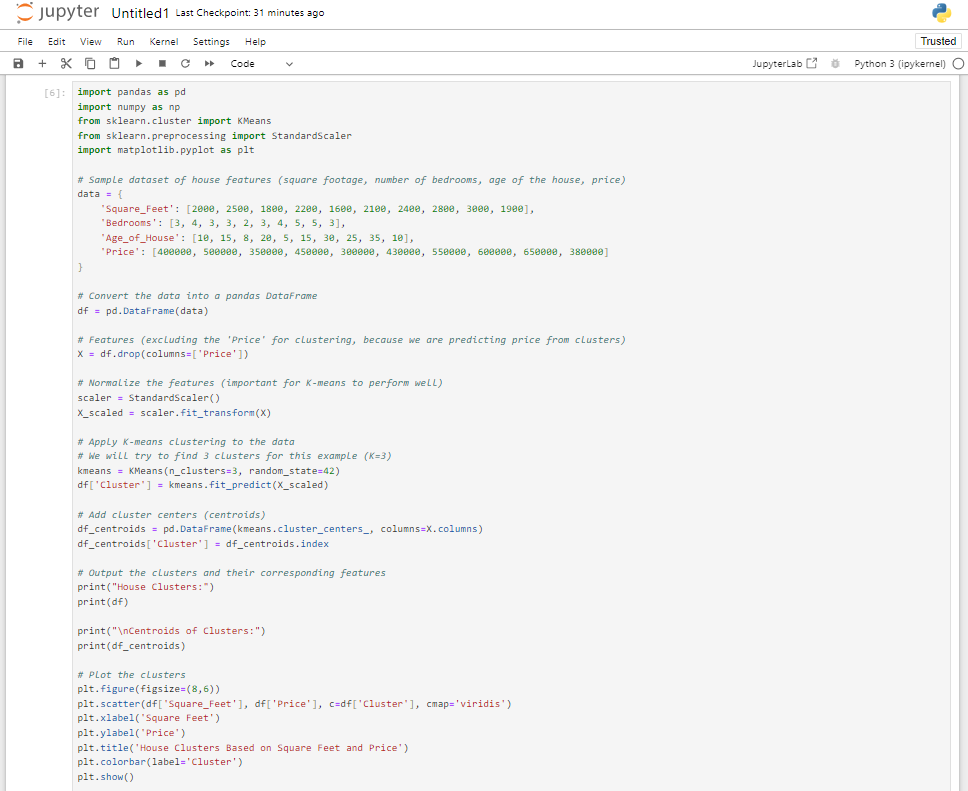 jupyter Untitled1 Last Checkpoint: 31 minutes ago
File Edit View Run Kernel Settings Help
Trusted
Code
JupyterLab
Python 3 (ipykernel)
[6]:
import pandas as pd
import numpy as np
from sklearn.cluster import KMeans
from sklearn.preprocessing import StandardScaler
import matplotlib.pyplot as plt
# Sample dataset of house features (square footage, number of bedrooms, age of the house, price)
data = {
    'Square_Feet': [2000, 2500, 1800, 2200, 1600, 2100, 2400, 2800, 3000, 1900],
    'Bedrooms': [3, 4, 3, 3, 2, 3, 4, 5, 5, 3],
    'Age_of_House': [10, 15, 8, 20, 5, 15, 30, 25, 35, 10],
    'Price': [400000, 500000, 350000, 450000, 300000, 430000, 550000, 600000, 650000, 380000]
}
# Convert the data into a pandas DataFrame
df = pd.DataFrame(data)
# Features (excluding the 'Price' for clustering, because we are predicting price from clusters)
X = df.drop(columns=['Price'])
# Normalize the features (important for K-means to perform well)
scaler = StandardScaler()
X_scaled = scaler.fit_transform(X)
# Apply K-means clustering to the data
# We will try to find 3 clusters for this example (K=3)
kmeans = KMeans(n_clusters=3, random_state=42)
df['Cluster'] = kmeans.fit_predict(X_scaled)
# Add cluster centers (centroids)
df_centroids = pd.DataFrame(kmeans.cluster_centers_, columns=X.columns)
df_centroids['Cluster'] = df_centroids.index
# Output the clusters and their corresponding features
print("House Clusters:")
print(df)
print("\nCentroids of Clusters:")
print(df_centroids)
# Plot the clusters
plt.figure(figsize=(8,6))
plt.scatter(df['Square_Feet'], df['Price'], c=df['Cluster'], cmap='viridis')
plt.xlabel('Square Feet')
plt.ylabel('Price')
plt.title('House Clusters Based on Square Feet and Price')
plt.colorbar(label='Cluster')
plt.show()